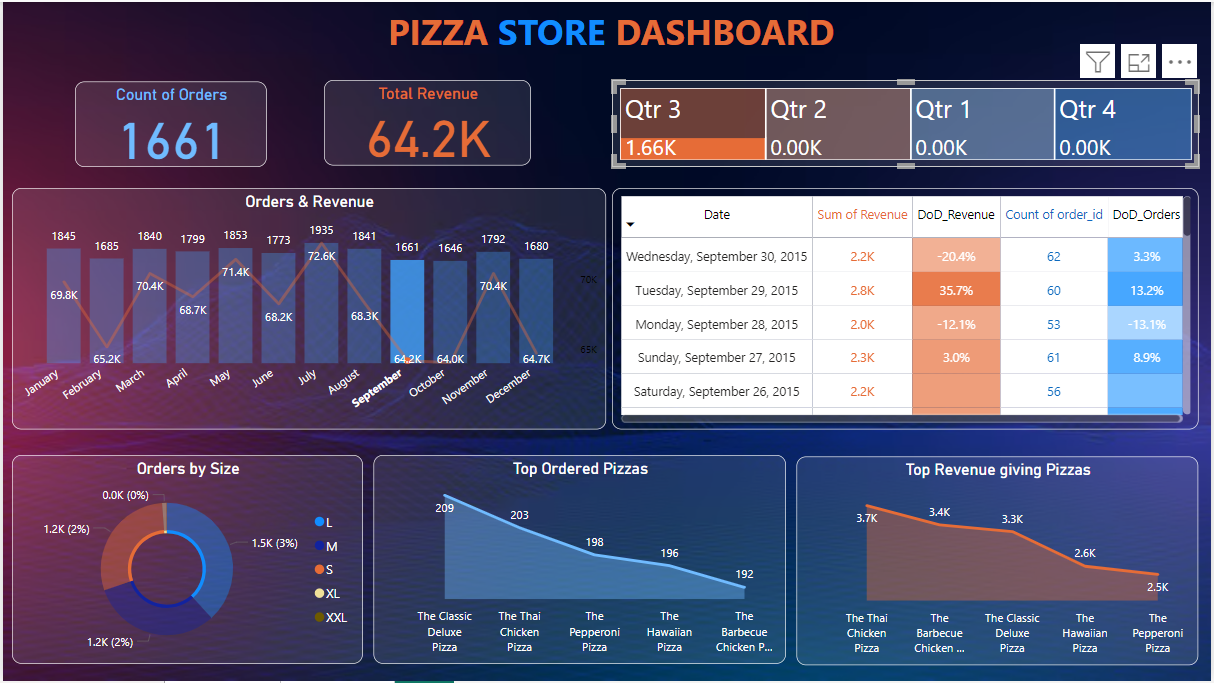 PIZZA STORE DASHBOARD
Count of Orders
1661
Total Revenue
64.2K
Qtr 3
1.66K
Qtr 2
0.00K
Qtr 1
0.00K
Qtr 4
0.00K
Orders & Revenue
1845 1685 1840 1799 1853 1773 1935 1841 1661 1646 1792 1680
69.8K 65.2K 70.4K 68.7K 71.4K 68.2K 72.6K 68.3K 64.2K 64.0K 70.4K 64.7K
70K
65K
January February March April May June July August September October November December
Date Sum of Revenue DoD_Revenue Count of order_id DoD_Orders
Wednesday, September 30, 2015 2.2K -20.4% 62 3.3%
Tuesday, September 29, 2015 2.8K 35.7% 60 13.2%
Monday, September 28, 2015 2.0K -12.1% 53 -13.1%
Sunday, September 27, 2015 2.3K 3.0% 61 8.9%
Saturday, September 26, 2015 2.2K 56
Orders by Size
0.0K (0%)
1.2K (2%)
1.5K (3%)
1.2K (2%)
L
M
S
XL
XXL
Top Ordered Pizzas
209 203 198 196 192
The Classic Deluxe Pizza
The Thai Chicken Pizza
The Pepperoni Pizza
The Hawaiian Pizza
The Barbecue Chicken P...
Top Revenue giving Pizzas
3.7K 3.4K 3.3K 2.6K 2.5K
The Thai Chicken Pizza
The Barbecue Chicken ...
The Classic Deluxe Pizza
The Hawaiian Pizza
The Pepperoni Pizza